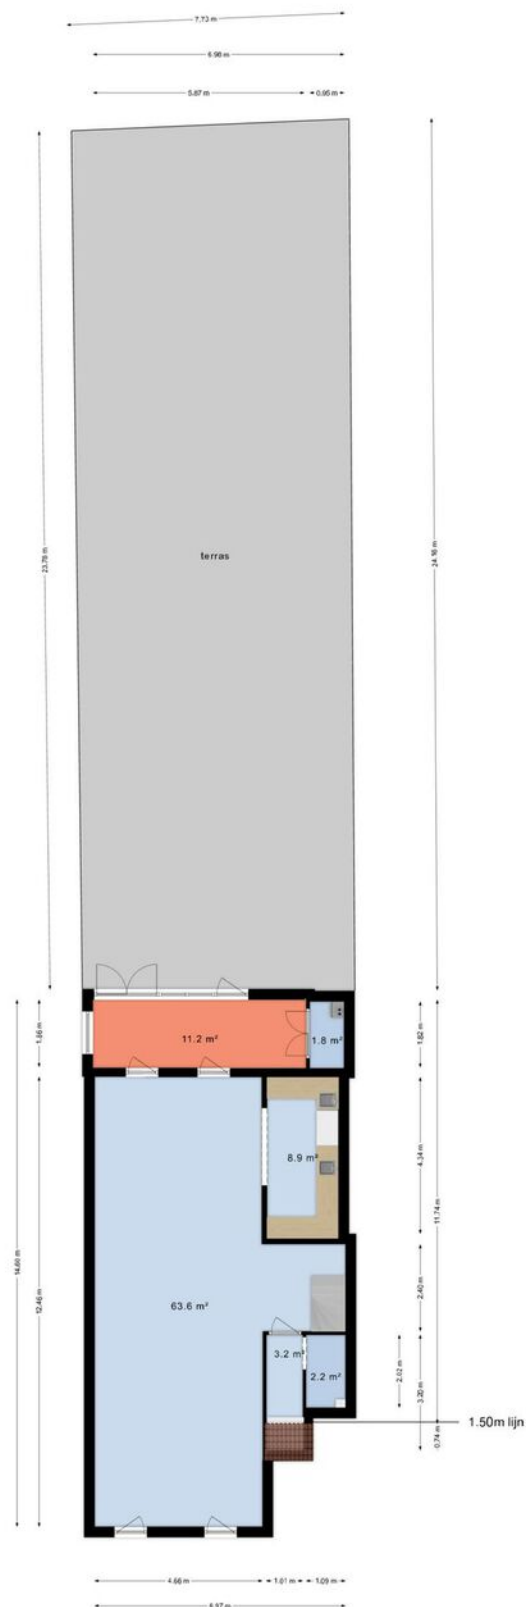 7.73 m
6.96 m
5.87 m
0.95 m
23.78 m
24.16 m
terras
11.2 m²
1.8 m²
1.82 m
8.9 m²
4.34 m
11.74 m
14.60 m
12.46 m
2.40 m
63.6 m²
3.2 m²
2.2 m²
2.02 m
3.20 m
0.74 m
1.50m lijn
4.66 m
1.01 m
1.09 m
6.97 m